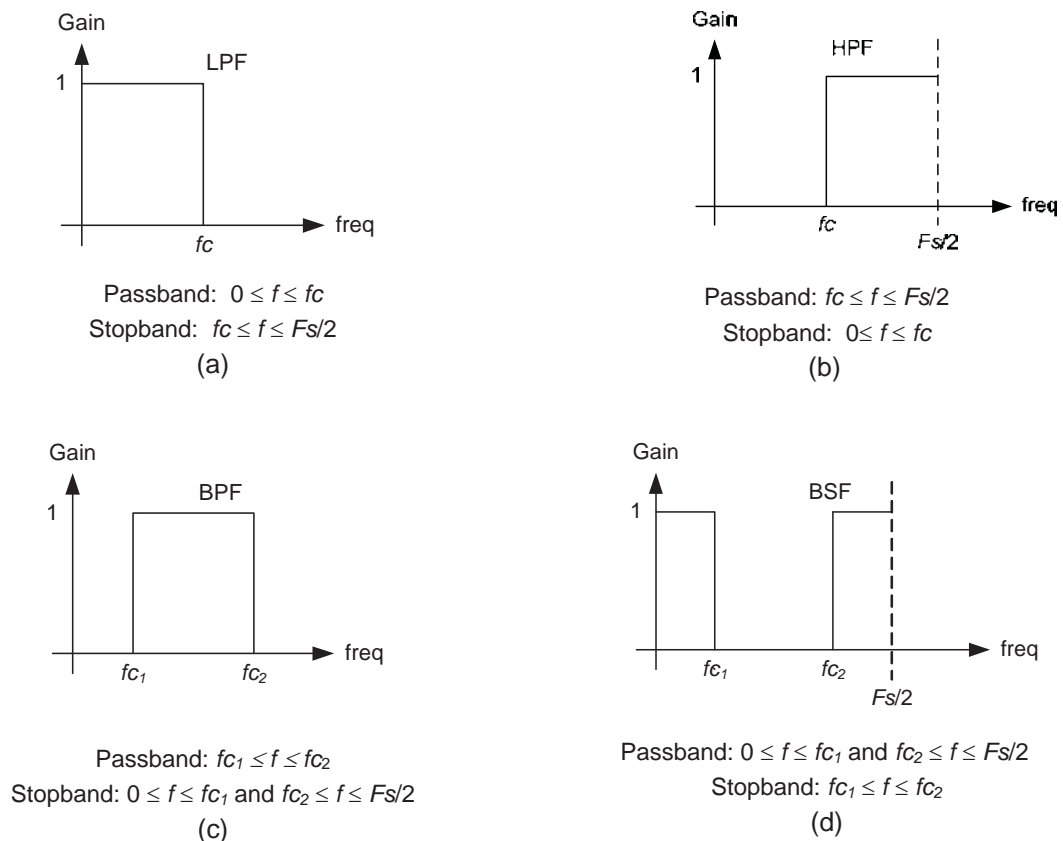 Gain
LPF
1
freq
fc
Passband: 0 ≤ f ≤ fc
Stopband: fc ≤ f ≤ Fs/2
(a)
Gain
HPF
1
freq
fc
Fs/2
Passband: fc ≤ f ≤ Fs/2
Stopband: 0≤ f ≤ fc
(b)
Gain
BPF
1
freq
fc₁
fc₂
Passband: fc₁ ≤ f ≤ fc₂
Stopband: 0 ≤ f ≤ fc₁ and fc₂ ≤ f ≤ Fs/2
(c)
Gain
BSF
1
freq
fc₁
fc₂
Fs/2
Passband: 0 ≤ f ≤ fc₁ and fc₂ ≤ f ≤ Fs/2
Stopband: fc₁ ≤ f ≤ fc₂
(d)